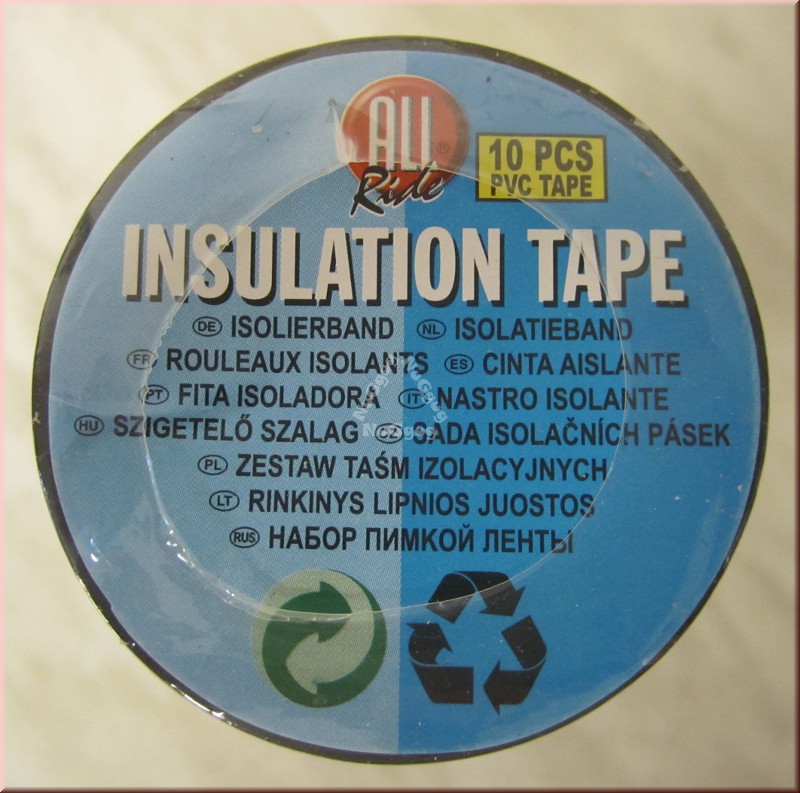 ALL®
Ride
10 PCS
PVC TAPE
INSULATION TAPE
DE ISOLIERBAND NL ISOLATIEBAND
FR ROULEAUX ISOLANTS ES CINTA AISLANTE
PT FITA ISOLADORA IT NASTRO ISOLANTE
HU SZIGETELŐ SZALAG CZ SADA ISOLAČNÍCH PÁSEK
PL ZESTAW TAŚM IZOLACYJNYCH
LT RINKINYS LIPNIOS JUOSTOS
RUS НАБОР ПИМКОЙ ЛЕНТЫ